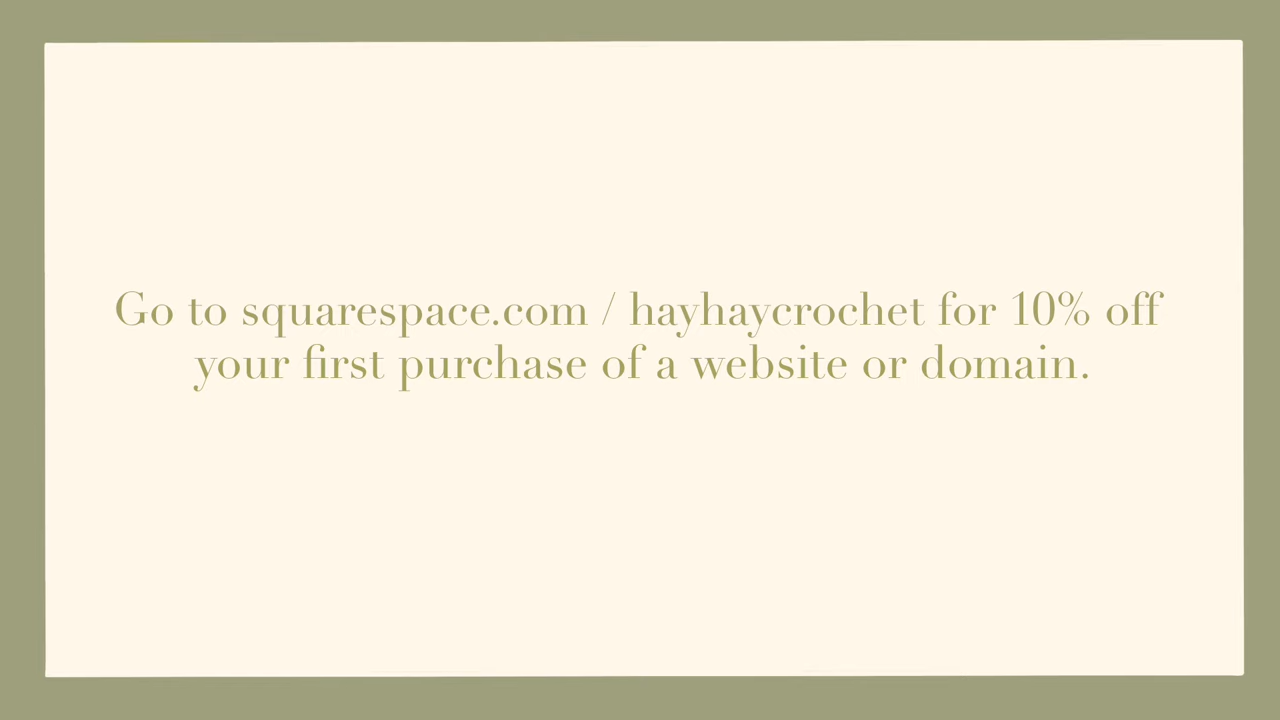 Go to squarespace.com / hayhaycrochet for 10% off
your first purchase of a website or domain.